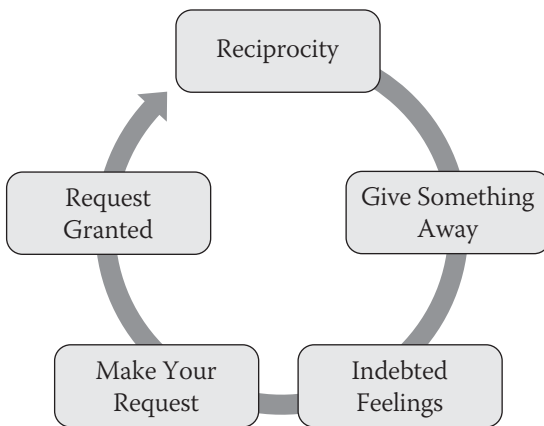 Reciprocity
Give Something
Away
Indebted
Feelings
Make Your
Request
Request
Granted